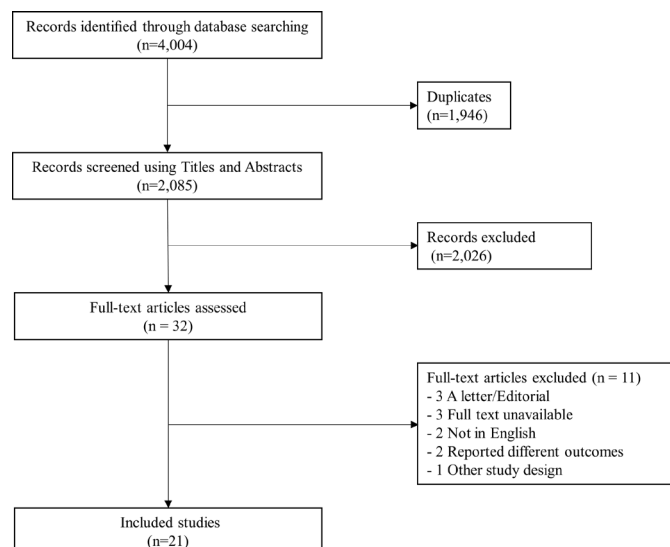 Records identified through database searching
(n=4,004)
Duplicates
(n=1,946)
Records screened using Titles and Abstracts
(n=2,085)
Records excluded
(n=2,026)
Full-text articles assessed
(n = 32)
Full-text articles excluded (n = 11)
- 3 A letter/Editorial
- 3 Full text unavailable
- 2 Not in English
- 2 Reported different outcomes
- 1 Other study design
Included studies
(n=21)